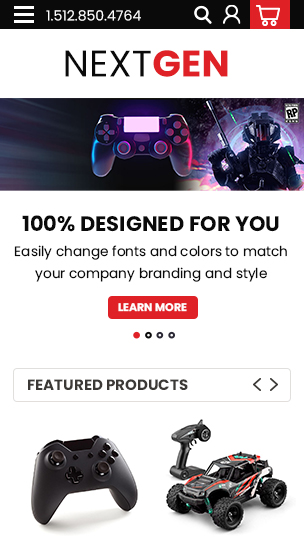 1.512.850.4764
NEXTGEN
RP
100% DESIGNED FOR YOU
Easily change fonts and colors to match
your company branding and style
LEARN MORE
FEATURED PRODUCTS